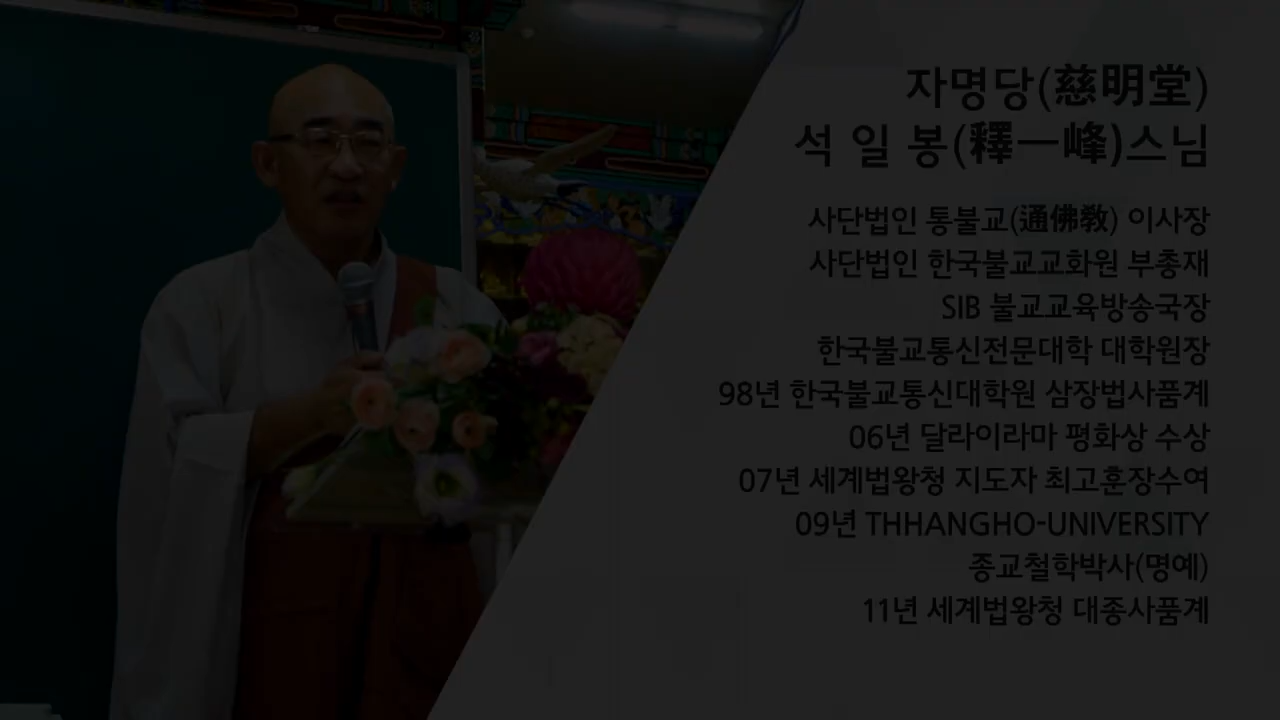 자명당(慈明堂)
석 일 봉(釋一峰)스님
사단법인 통불교(通佛敎) 이사장
사단법인 한국불교교화원 부총재
SIB 불교교육방송국장
한국불교통신전문대학 대학원장
98년 한국불교통신대학원 삼장법사품계
06년 달라이라마 평화상 수상
07년 세계법왕청 지도자 최고훈장수여
09년 THHANGHO-UNIVERSITY
종교철학박사(명예)
11년 세계법왕청 대종사품계